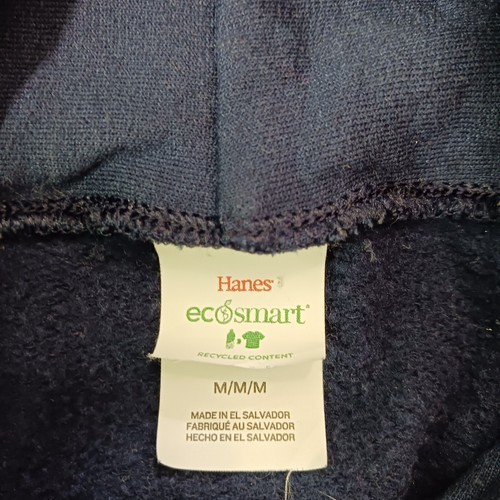 Hanes
ecosmart
RECYCLED CONTENT
M/M/M
MADE IN EL SALVADOR
FABRIQUÉ AU SALVADOR
HECHO EN EL SALVADOR